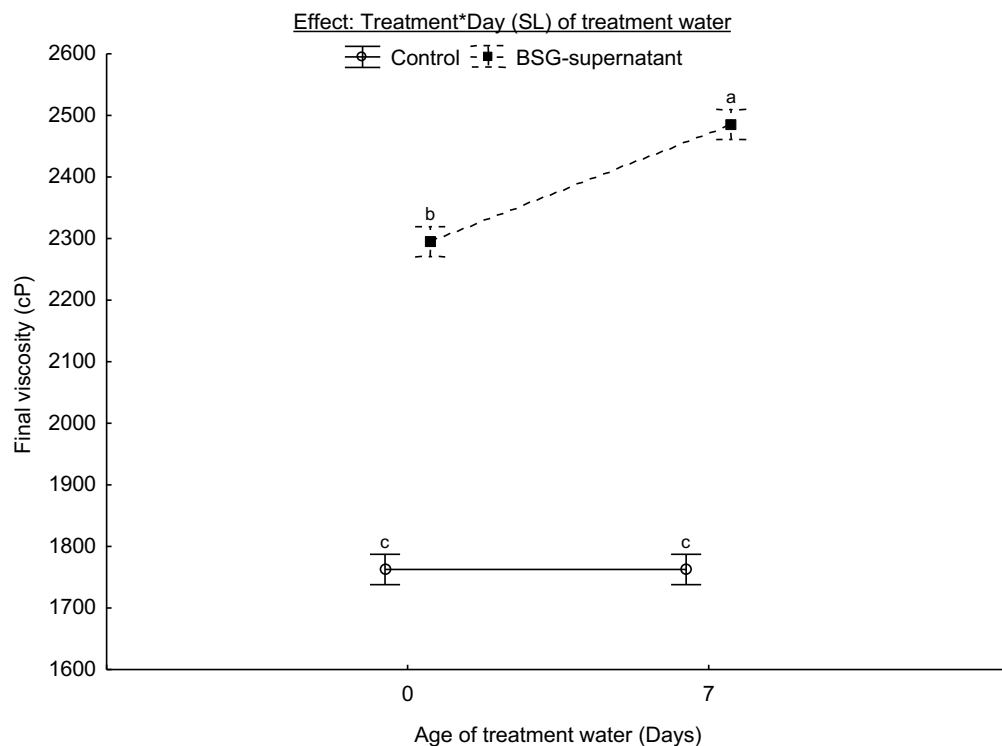 Effect: Treatment*Day (SL) of treatment water
Control BSG-supernatant
2600
2500
2400
2300
2200
2100
2000
1900
1800
1700
1600
Final viscosity (cP)
a
b
c c
0 7
Age of treatment water (Days)